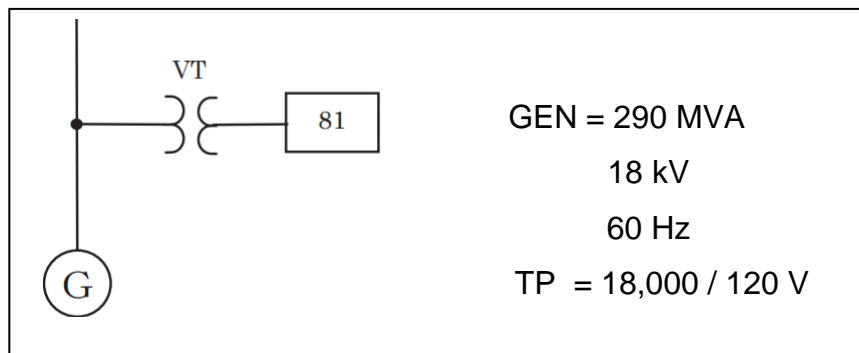 VT
81
G
GEN = 290 MVA
18 kV
60 Hz
TP = 18,000 / 120 V